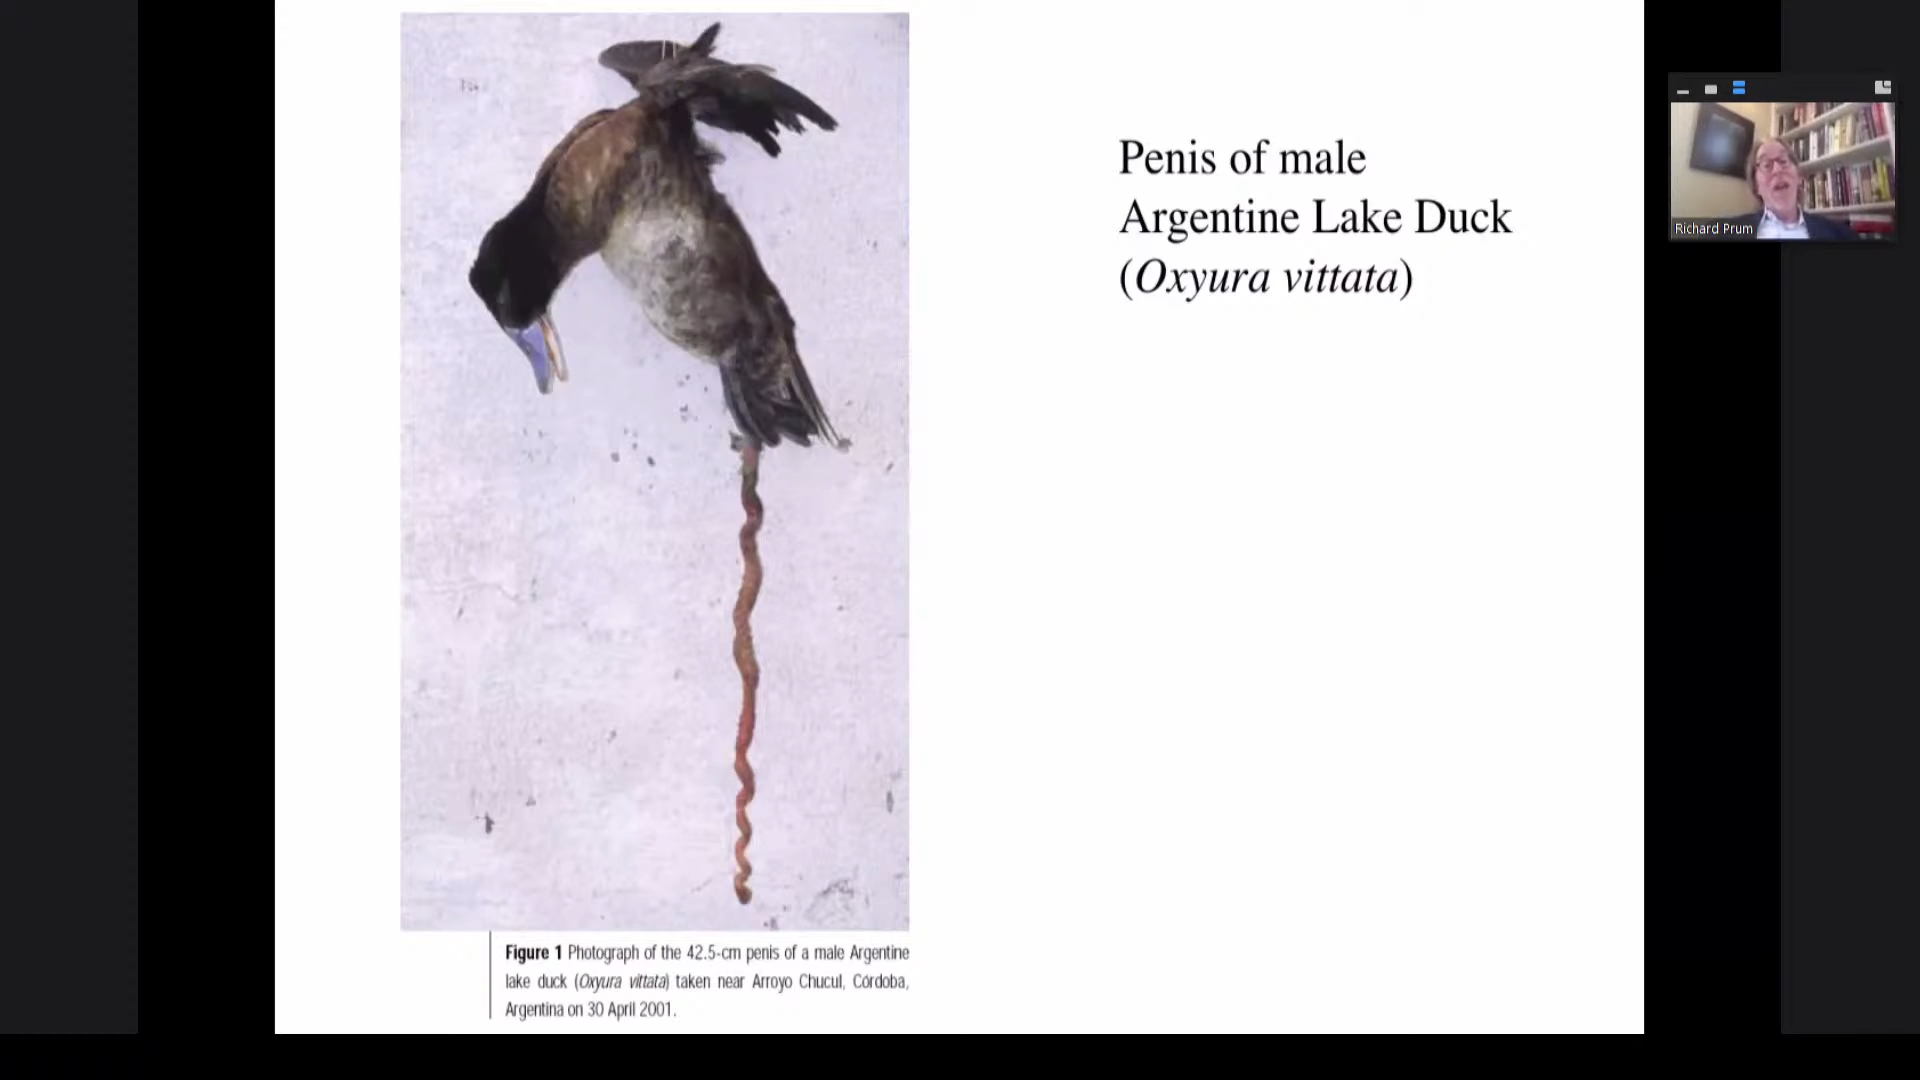 Penis of male
Argentine Lake Duck
(Oxyura vittata)
Richard Prum
Figure 1 Photograph of the 42.5-cm penis of a male Argentine
lake duck (Oxyura vittata) taken near Arroyo Chucul, Córdoba,
Argentina on 30 April 2001.